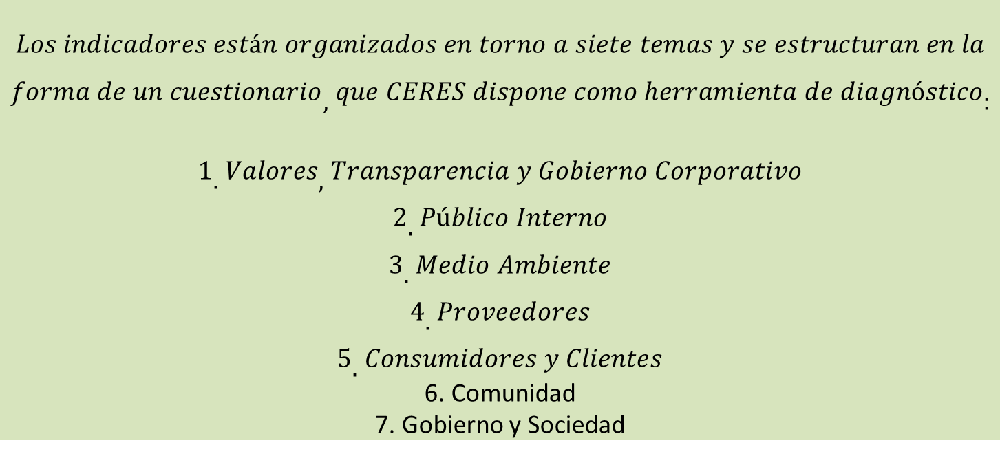 Los indicadores están organizados en torno a siete temas y se estructuran en la
forma de un cuestionario, que CERES dispone como herramienta de diagnóstico:
1. Valores, Transparencia y Gobierno Corporativo
2. Público Interno
3. Medio Ambiente
4. Proveedores
5. Consumidores y Clientes
6. Comunidad
7. Gobierno y Sociedad